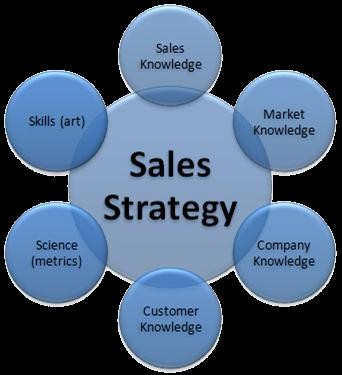 Sales
Knowledge
Skills (art)
Market
Knowledge
Sales
Strategy
Science
(metrics)
Company
Knowledge
Customer
Knowledge